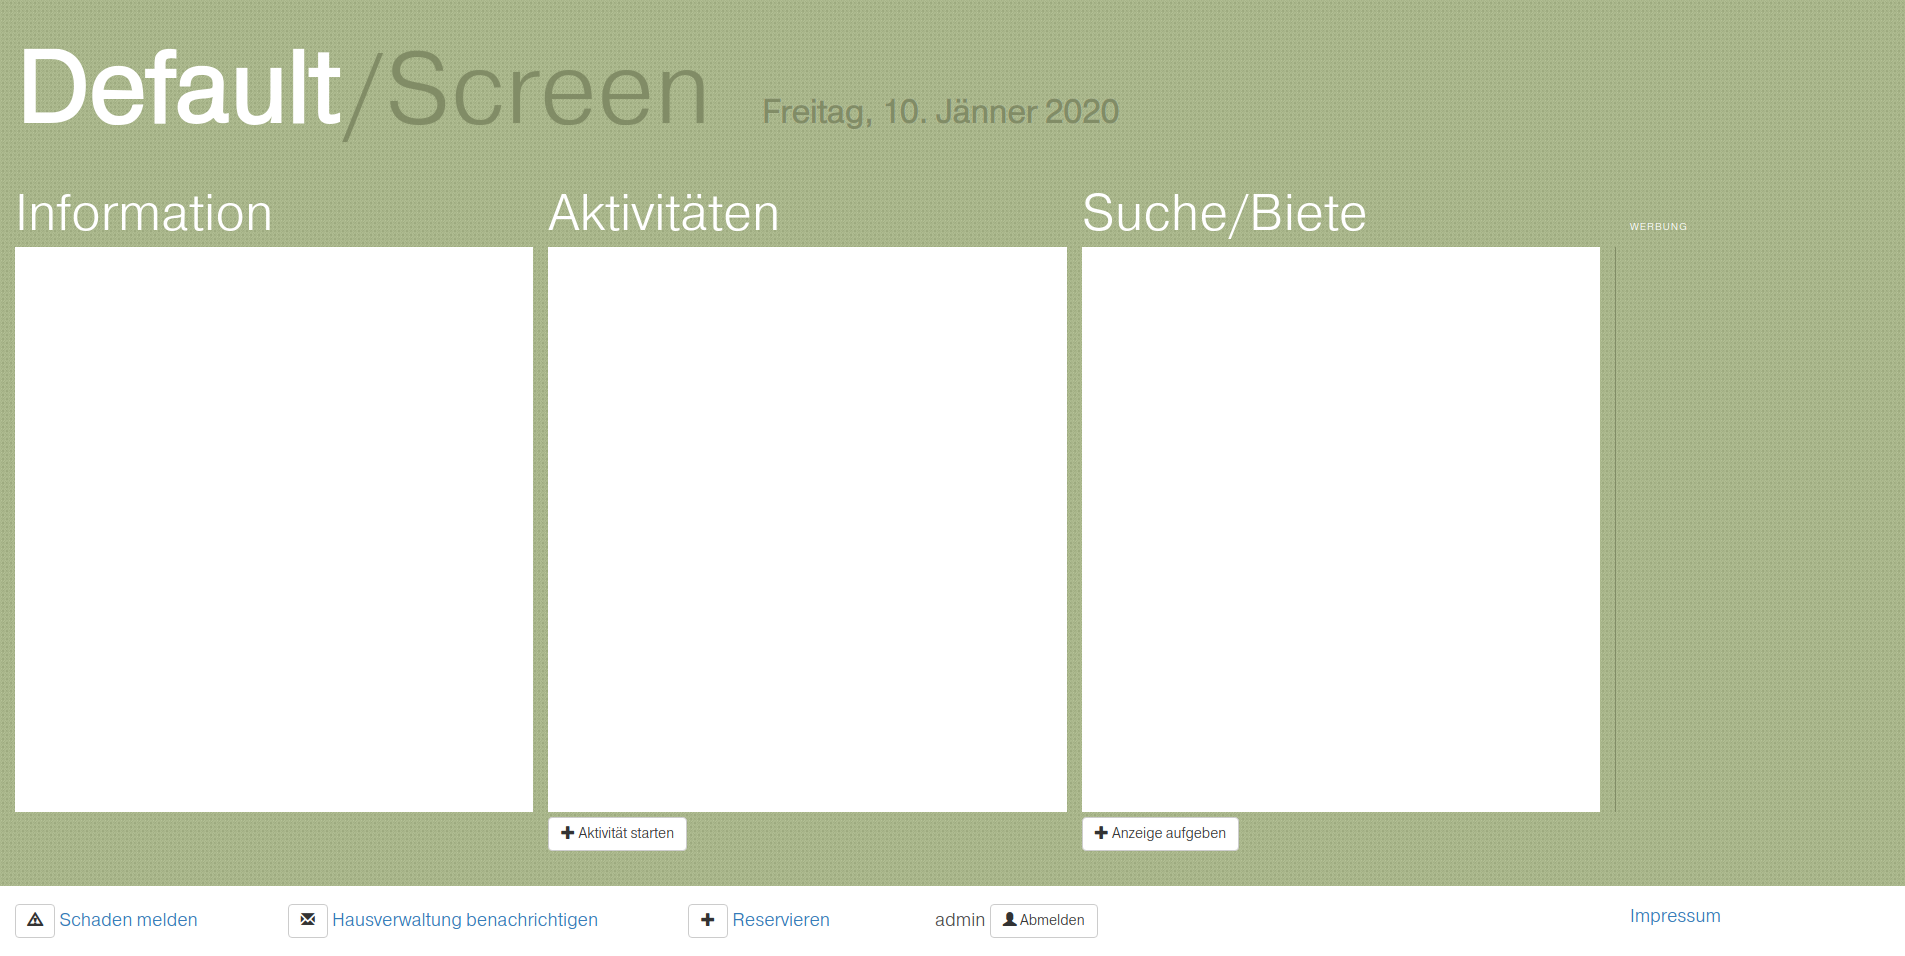 Default/Screen Freitag, 10. Jänner 2020
Information
Aktivitäten
Suche/Biete
WERBUNG
Aktivität starten
Anzeige aufgeben
Schaden melden
Hausverwaltung benachrichtigen
Reservieren
admin Abmelden
Impressum